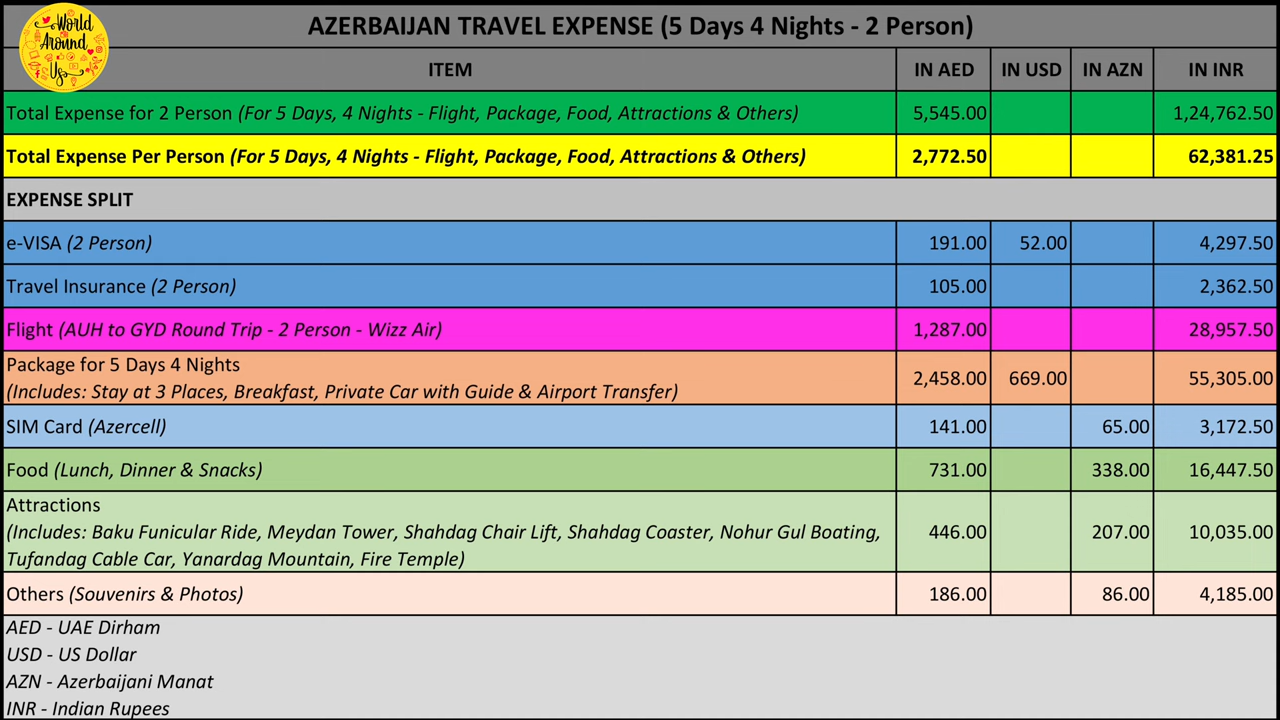 World Around Us
AZERBAIJAN TRAVEL EXPENSE (5 Days 4 Nights - 2 Person)
ITEM IN AED IN USD IN AZN IN INR
Total Expense for 2 Person (For 5 Days, 4 Nights - Flight, Package, Food, Attractions & Others) 5,545.00 1,24,762.50
Total Expense Per Person (For 5 Days, 4 Nights - Flight, Package, Food, Attractions & Others) 2,772.50 62,381.25
EXPENSE SPLIT
e-VISA (2 Person) 191.00 52.00 4,297.50
Travel Insurance (2 Person) 105.00 2,362.50
Flight (AUH to GYD Round Trip - 2 Person - Wizz Air) 1,287.00 28,957.50
Package for 5 Days 4 Nights
(Includes: Stay at 3 Places, Breakfast, Private Car with Guide & Airport Transfer) 2,458.00 669.00 55,305.00
SIM Card (Azercell) 141.00 65.00 3,172.50
Food (Lunch, Dinner & Snacks) 731.00 338.00 16,447.50
Attractions
(Includes: Baku Funicular Ride, Meydan Tower, Shahdag Chair Lift, Shahdag Coaster, Nohur Gul Boating, 446.00 207.00 10,035.00
Tufandag Cable Car, Yanardag Mountain, Fire Temple)
Others (Souvenirs & Photos) 186.00 86.00 4,185.00
AED - UAE Dirham
USD - US Dollar
AZN - Azerbaijani Manat
INR - Indian Rupees